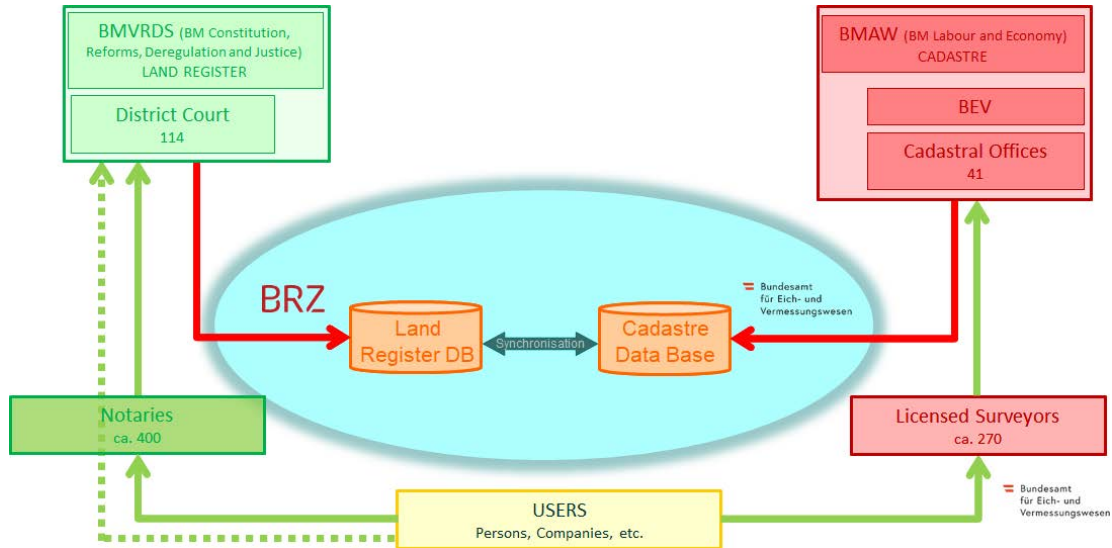 BMVRDS (BM Constitution,
Reforms, Deregulation and Justice)
LAND REGISTER
District Court
114
BMAW (BM Labour and Economy)
CADASTRE
BEV
Cadastral Offices
41
BRZ
Bundesamt
für Eich- und
Vermessungswesen
Land
Register DB
Synchronisation
Cadastre
Data Base
Notaries
ca. 400
Licensed Surveyors
ca. 270
USERS
Persons, Companies, etc.
Bundesamt
für Eich- und
Vermessungswesen